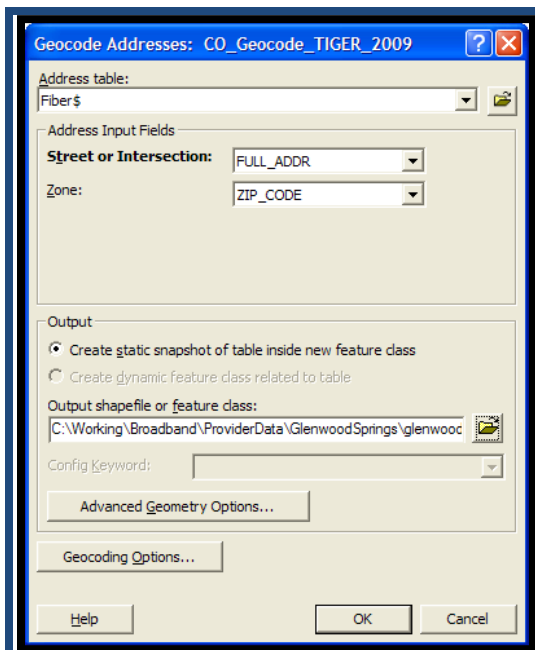 Geocode Addresses: CO_Geocode_TIGER_2009
Address table:
Fiber$
Address Input Fields
Street or Intersection: FULL_ADDR
Zone: ZIP_CODE
Output
Create static snapshot of table inside new feature class
Create dynamic feature class related to table
Output shapefile or feature class:
C:\Working\Broadband\ProviderData\GlenwoodSprings\glenwood
Config Keyword:
Advanced Geometry Options...
Geocoding Options...
Help OK Cancel